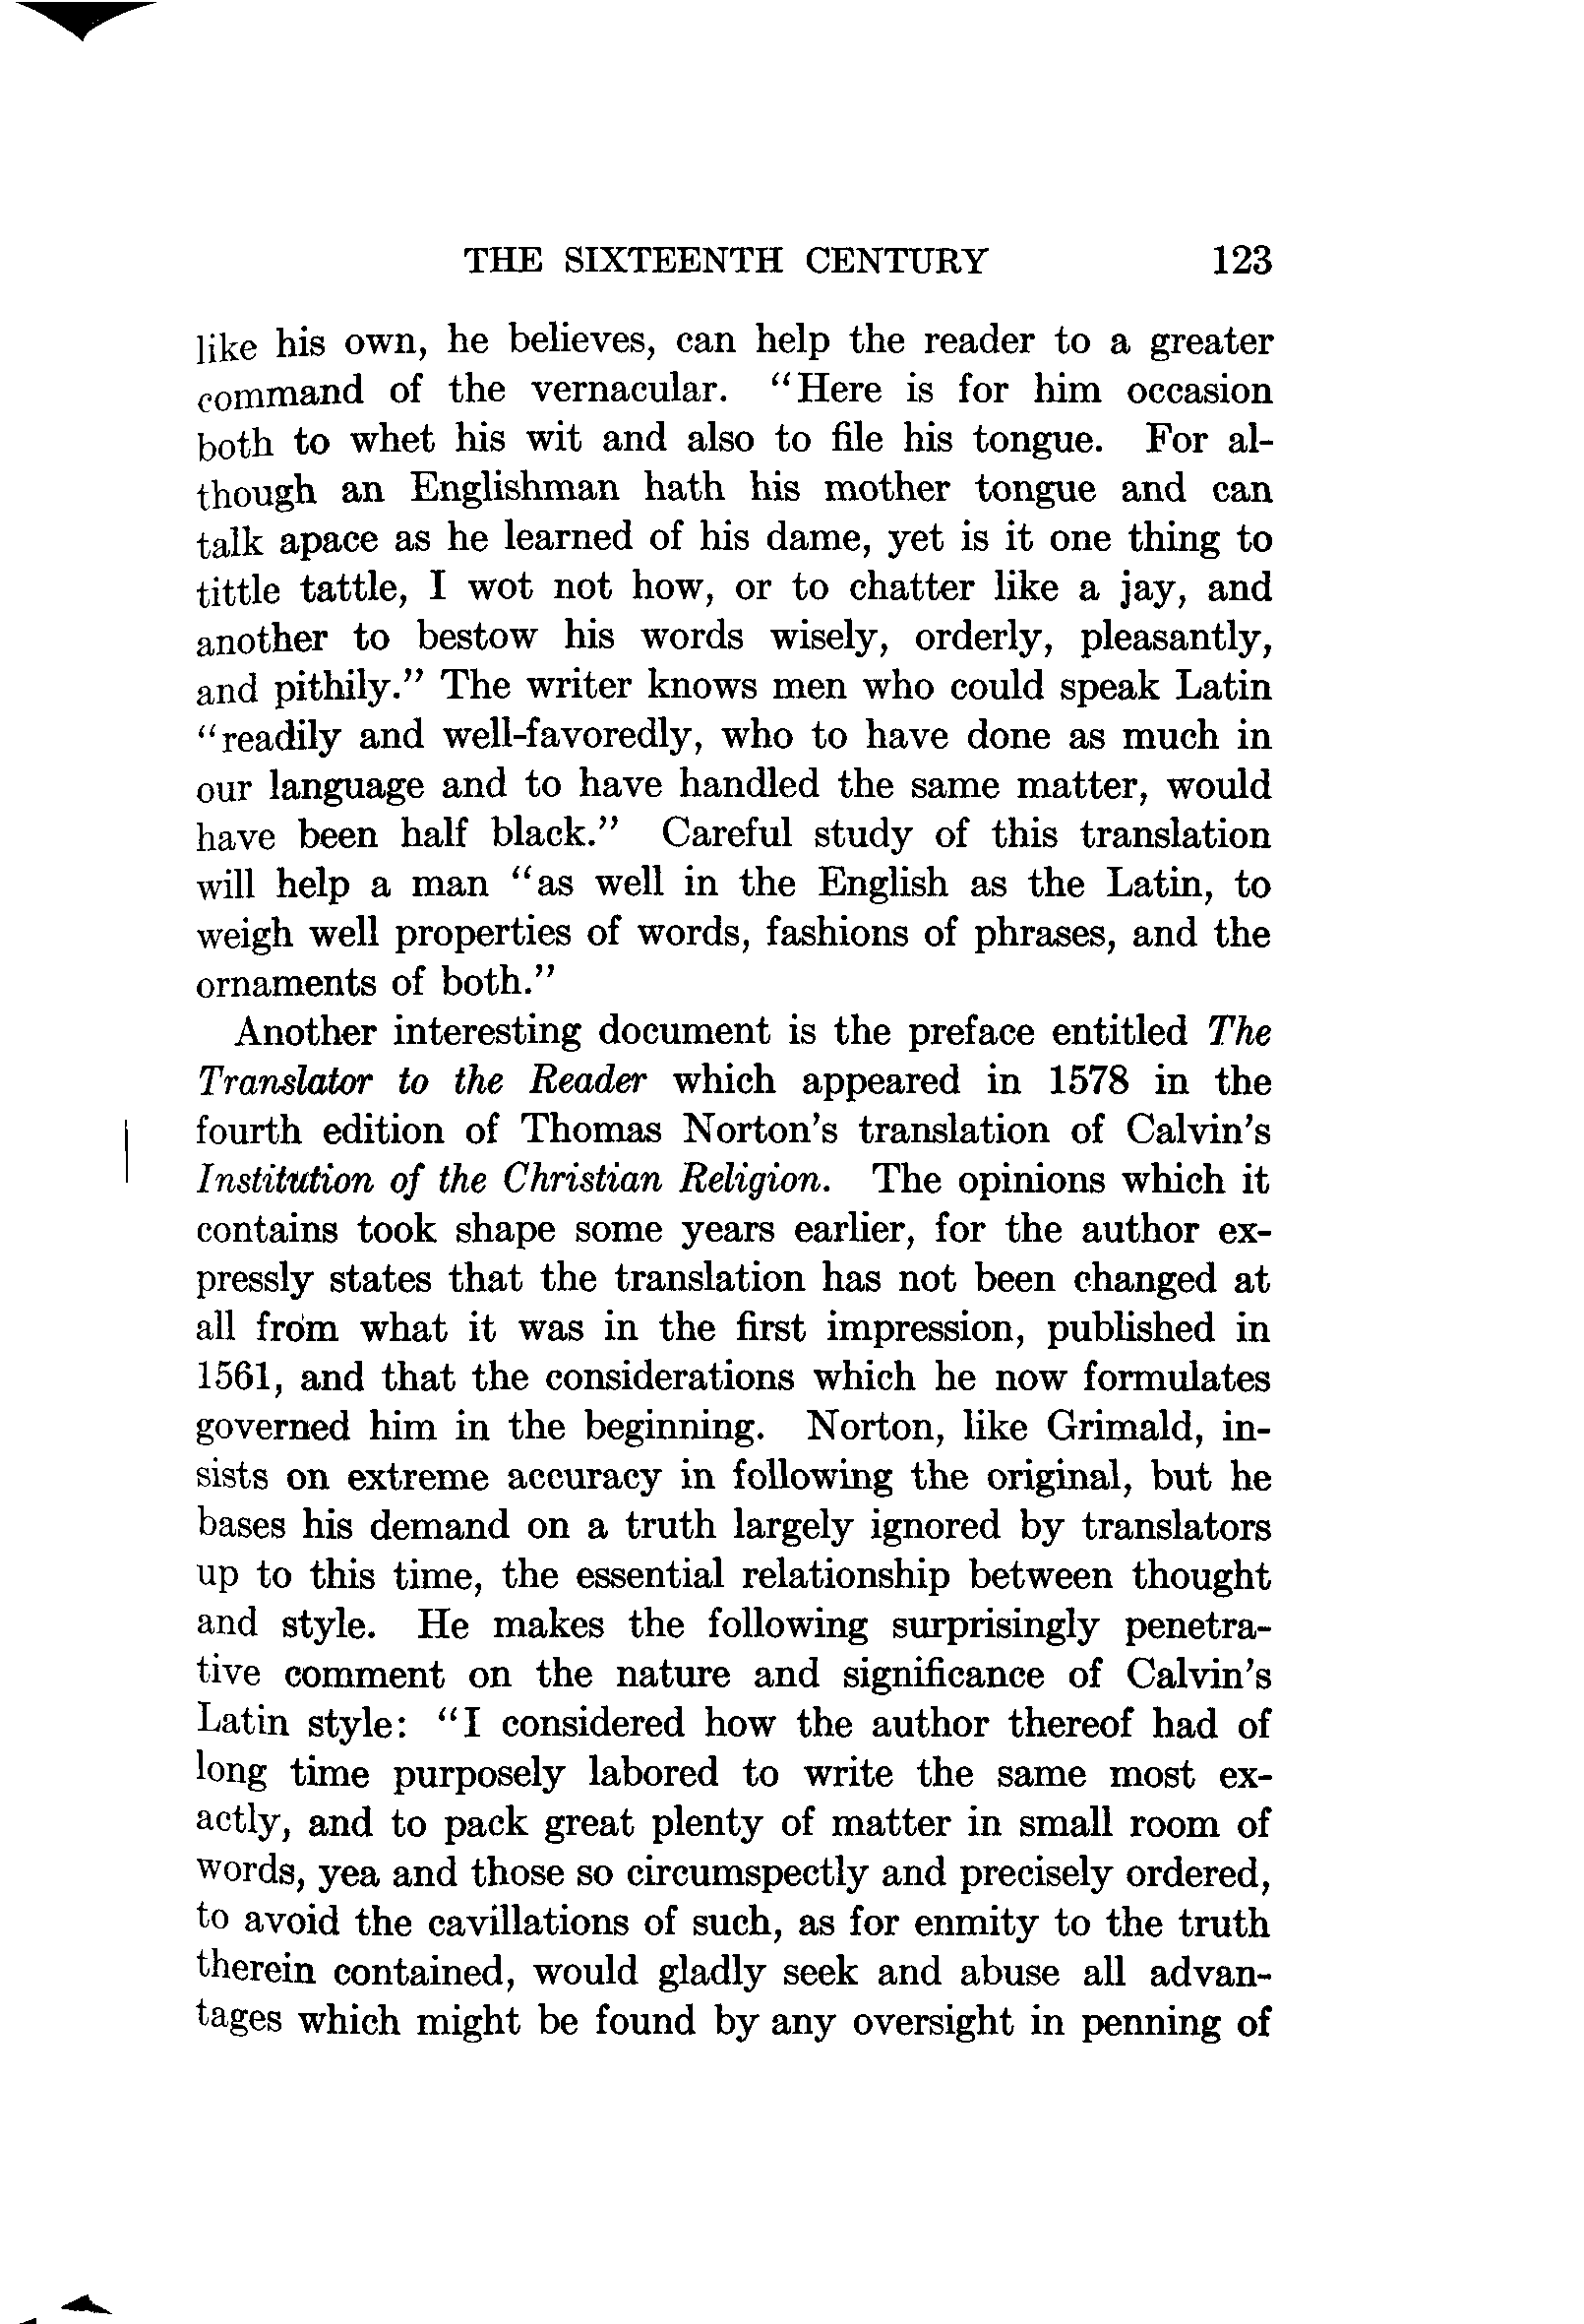 THE SIXTEENTH CENTURY 123
like his own, he believes, can help the reader to a greater
command of the vernacular. "Here is for him occasion
both to whet his wit and also to file his tongue. For al-
though an Englishman hath his mother tongue and can
talk apace as he learned of his dame, yet is it one thing to
tittle tattle, I wot not how, or to chatter like a jay, and
another to bestow his words wisely, orderly, pleasantly,
and pithily." The writer knows men who could speak Latin
"readily and well-favoredly, who to have done as much in
our language and to have handled the same matter, would
have been half black." Careful study of this translation
will help a man "as well in the English as the Latin, to
weigh well properties of words, fashions of phrases, and the
ornaments of both."
Another interesting document is the preface entitled The
Translator to the Reader which appeared in 1578 in the
fourth edition of Thomas Norton's translation of Calvin's
Institution of the Christian Religion. The opinions which it
contains took shape some years earlier, for the author ex-
pressly states that the translation has not been changed at
all from what it was in the first impression, published in
1561, and that the considerations which he now formulates
governed him in the beginning. Norton, like Grimald, in-
sists on extreme accuracy in following the original, but he
bases his demand on a truth largely ignored by translators
up to this time, the essential relationship between thought
and style. He makes the following surprisingly penetra-
tive comment on the nature and significance of Calvin's
Latin style: "I considered how the author thereof had of
long time purposely labored to write the same most ex-
actly, and to pack great plenty of matter in small room of
words, yea and those so circumspectly and precisely ordered,
to avoid the cavillations of such, as for enmity to the truth
therein contained, would gladly seek and abuse all advan-
tages which might be found by any oversight in penning of